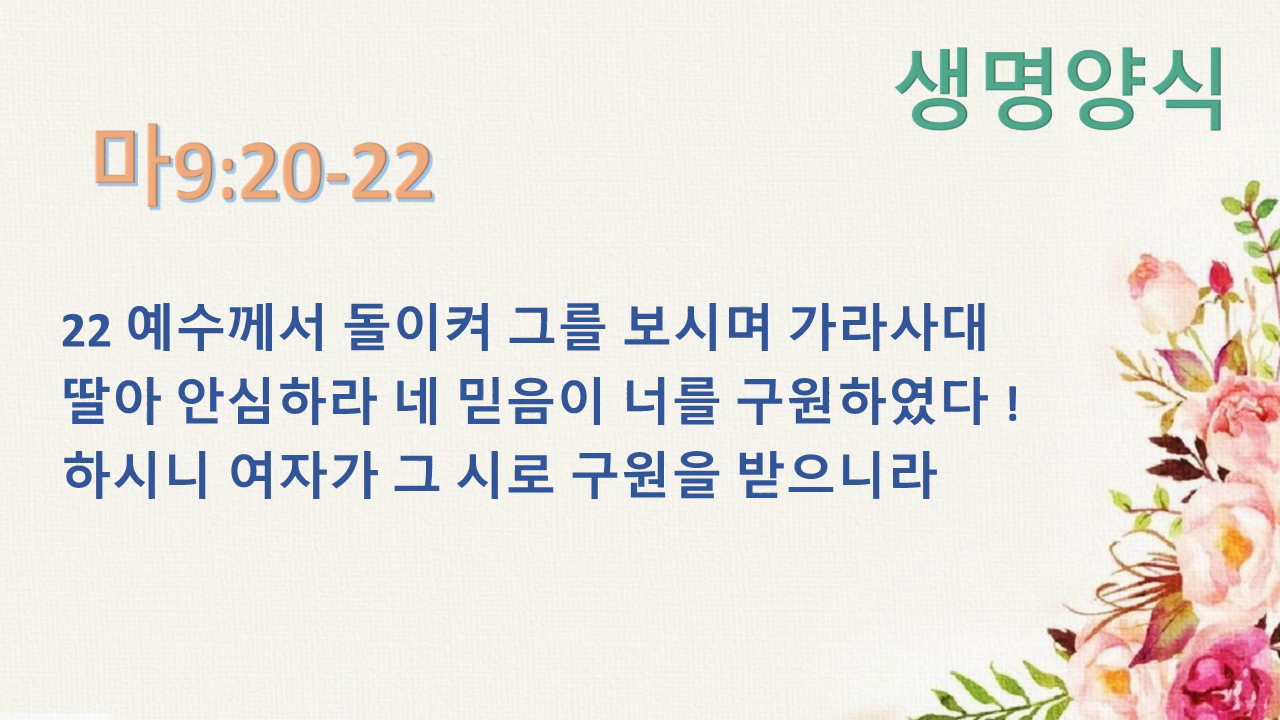 생명양식
마9:20-22
22 예수께서 돌이켜 그를 보시며 가라사대
딸아 안심하라 네 믿음이 너를 구원하였다 !
하시니 여자가 그 시로 구원을 받으니라